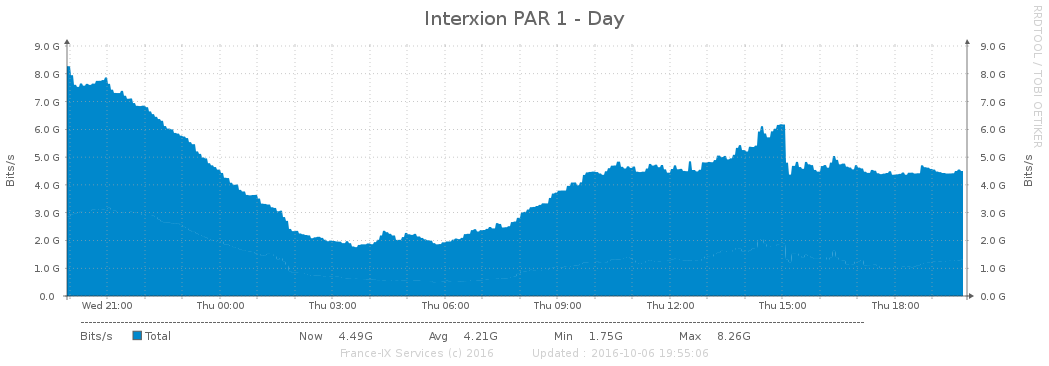 Interxion PAR 1 - Day
RRDTOOL / TOBI OETIKER
Bits/s
9.0 G 9.0 G
8.0 G 8.0 G
7.0 G 7.0 G
6.0 G 6.0 G
5.0 G 5.0 G
4.0 G 4.0 G
3.0 G 3.0 G
2.0 G 2.0 G
1.0 G 1.0 G
0.0 0.0 G
Bits/s
Wed 21:00 Thu 00:00 Thu 03:00 Thu 06:00 Thu 09:00 Thu 12:00 Thu 15:00 Thu 18:00
Bits/s Total Now 4.49G Avg 4.21G Min 1.75G Max 8.26G
France-IX Services (c) 2016 Updated : 2016-10-06 19:55:06